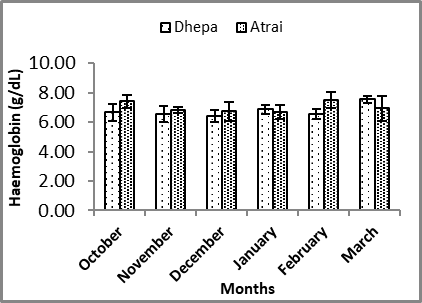 Dhepa Atrai
Haemoglobin (g/dL)
10.00
8.00
6.00
4.00
2.00
0.00
October
November
December
January
February
March
Months